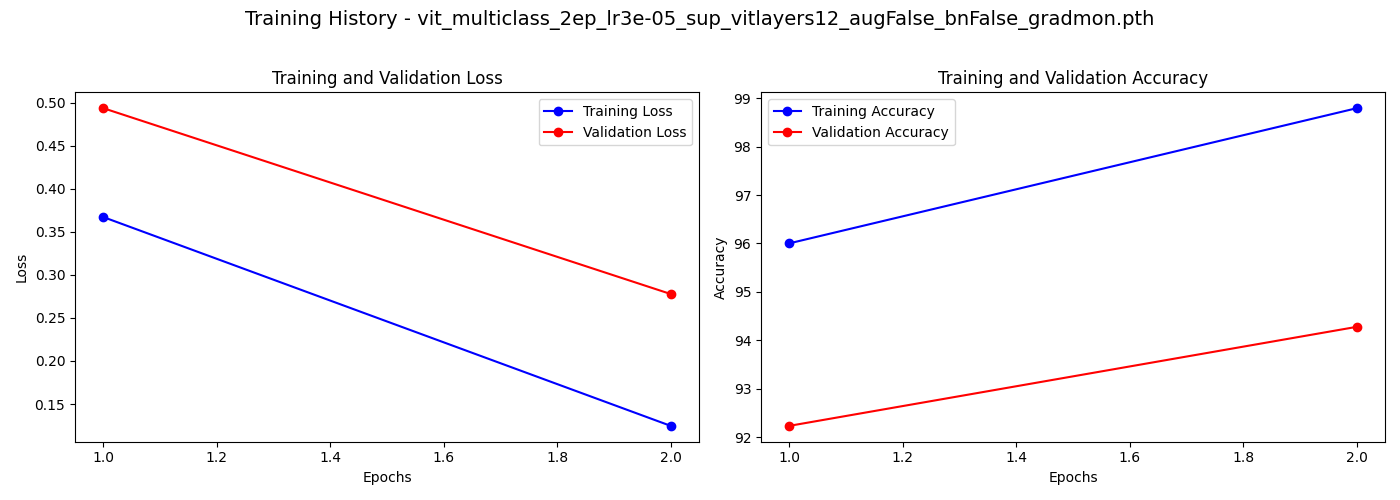 Training History - vit_multiclass_2ep_lr3e-05_sup_vitlayers12_augFalse_bnFalse_gradmon.pth
Training and Validation Loss
Training Loss
Validation Loss
0.50
0.45
0.40
0.35
0.30
0.25
0.20
0.15
Loss
1.0 1.2 1.4 1.6 1.8 2.0
Epochs
Training and Validation Accuracy
Training Accuracy
Validation Accuracy
99
98
97
96
95
94
93
92
Accuracy
1.0 1.2 1.4 1.6 1.8 2.0
Epochs